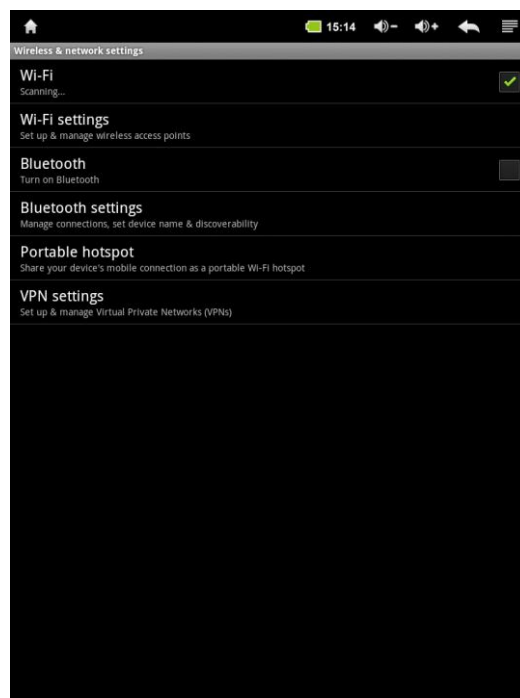 15:14
Wireless & network settings
Wi-Fi
Scanning...
Wi-Fi settings
Set up & manage wireless access points
Bluetooth
Turn on Bluetooth
Bluetooth settings
Manage connections, set device name & discoverability
Portable hotspot
Share your device's mobile connection as a portable Wi-Fi hotspot
VPN settings
Set up & manage Virtual Private Networks (VPNs)